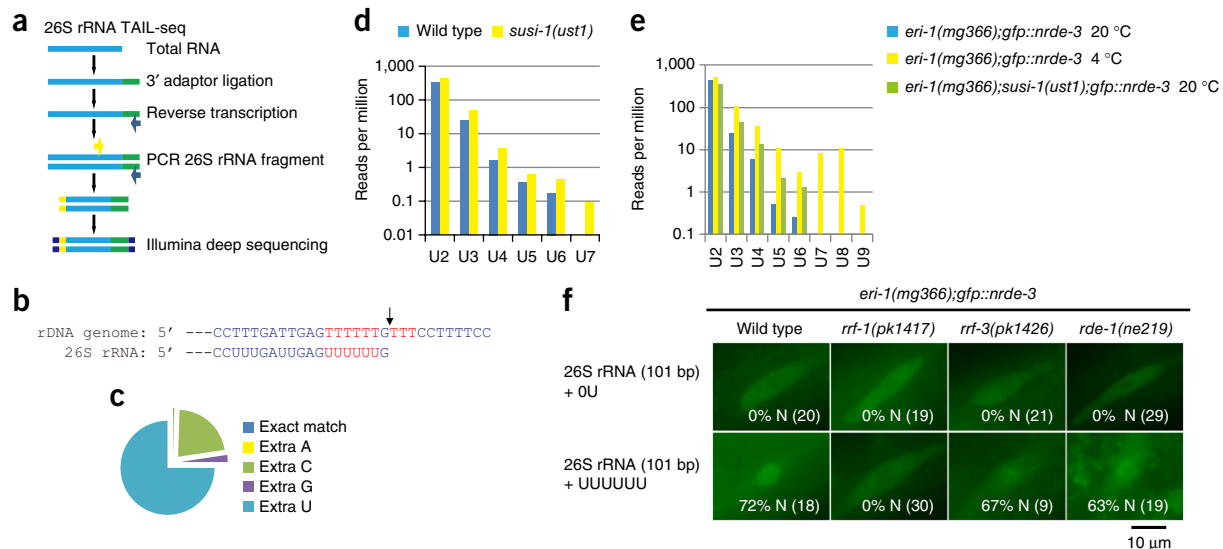 a
26S rRNA TAIL-seq
Total RNA
3′ adaptor ligation
Reverse transcription
PCR 26S rRNA fragment
Illumina deep sequencing
b
rDNA genome: 5′ ---CCTTTGATTGAGTTTTTTGTTTCCTTTTCC
26S rRNA: 5′ ---CCUUUGAUUGAGUUUUUUG
c
Exact match
Extra A
Extra C
Extra G
Extra U
d
Wild type susi-1(ust1)
Reads per million
1,000
100
10
1
0.1
0.01
U2 U3 U4 U5 U6 U7
e
eri-1(mg366);gfp::nrde-3 20 °C
eri-1(mg366);gfp::nrde-3 4 °C
eri-1(mg366);susi-1(ust1);gfp::nrde-3 20 °C
Reads per million
1,000
100
10
1
0.1
U2 U3 U4 U5 U6 U7 U8 U9
f
eri-1(mg366);gfp::nrde-3
Wild type rrf-1(pk1417) rrf-3(pk1426) rde-1(ne219)
26S rRNA (101 bp)
+ 0U
0% N (20) 0% N (19) 0% N (21) 0% N (29)
26S rRNA (101 bp)
+ UUUUUU
72% N (18) 0% N (30) 67% N (9) 63% N (19)
10 µm